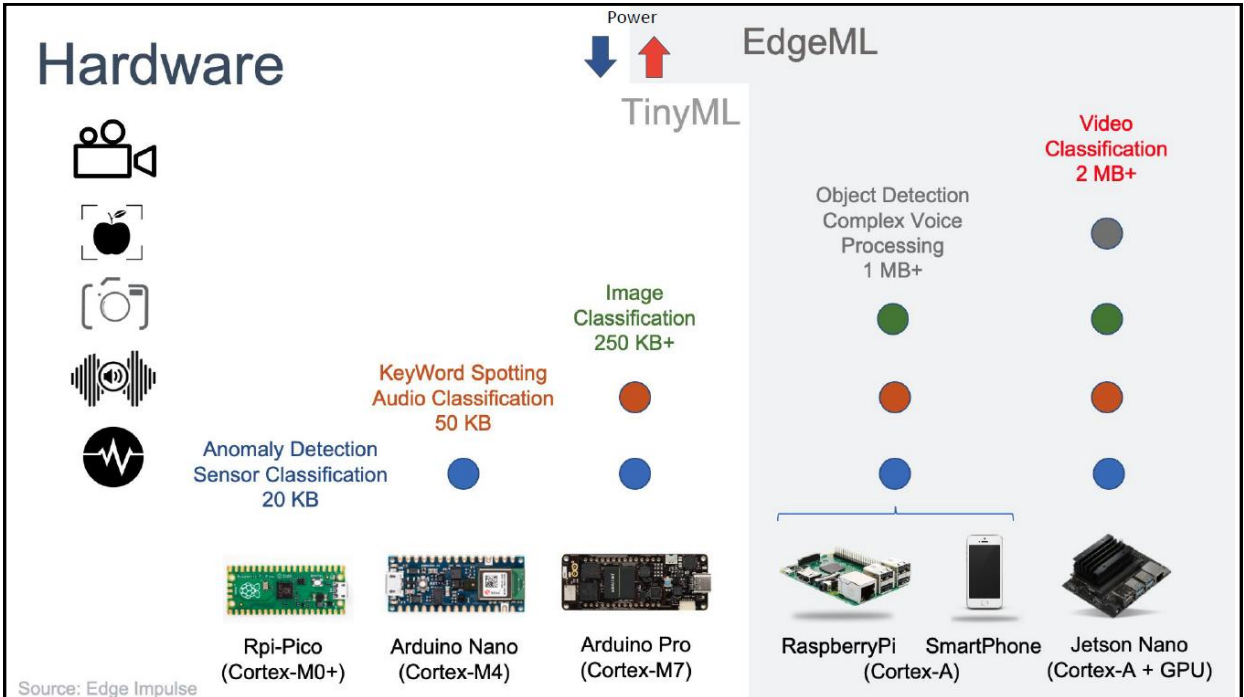 Power
Hardware
EdgeML
TinyML
Video
Classification
2 MB+
Object Detection
Complex Voice
Processing
1 MB+
Image
Classification
250 KB+
KeyWord Spotting
Audio Classification
50 KB
Anomaly Detection
Sensor Classification
20 KB
Rpi-Pico
(Cortex-M0+)
Arduino Nano
(Cortex-M4)
Arduino Pro
(Cortex-M7)
RaspberryPi SmartPhone
(Cortex-A)
Jetson Nano
(Cortex-A + GPU)
Source: Edge Impulse